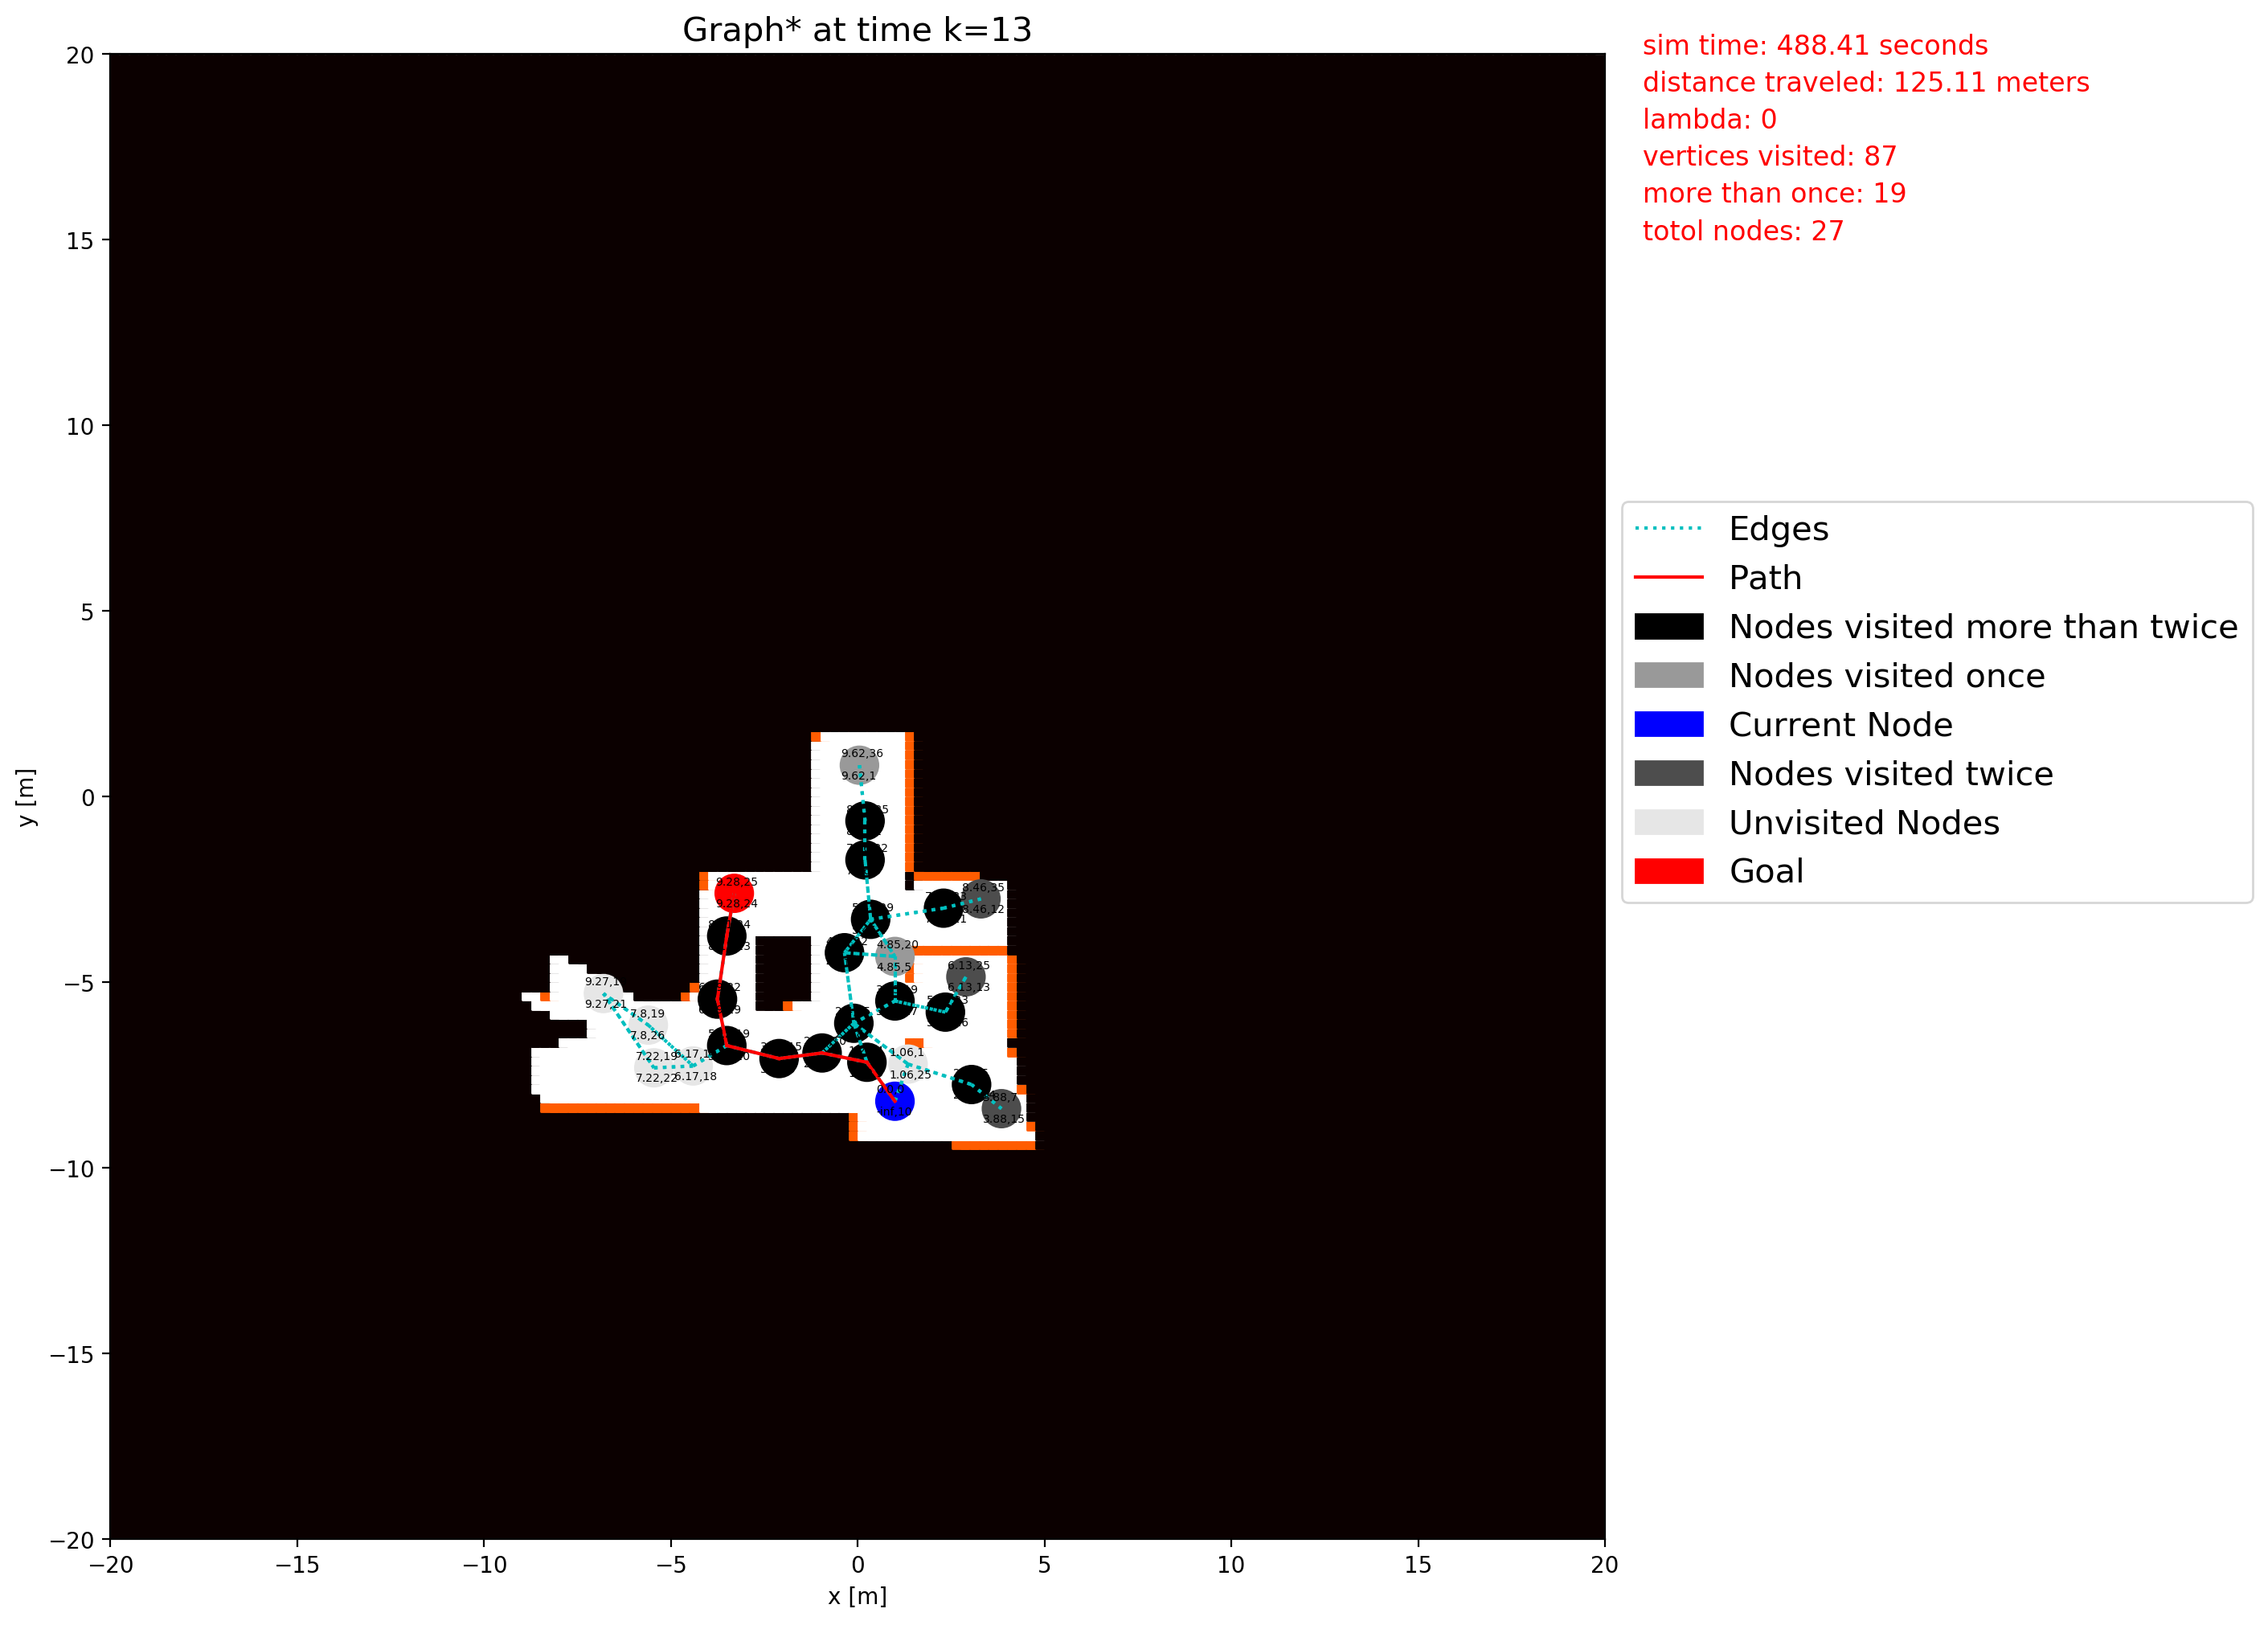 Graph* at time k=13
sim time: 488.41 seconds
distance traveled: 125.11 meters
lambda: 0
vertices visited: 87
more than once: 19
totol nodes: 27
Edges
Path
Nodes visited more than twice
Nodes visited once
Current Node
Nodes visited twice
Unvisited Nodes
Goal
y [m]
20
15
10
5
0
−5
−10
−15
−20
−20
−15
−10
−5
0
5
10
15
20
x [m]
9.62,36
9.62,1
9.28,25
9.28,24
8.46,35
8.46,12
4.85,20
4.85,5
6.13,25
6.13,13
9.27,21
7.8,19
7.8,26
7.22,19
7.22,22
6.17,18
1.06,1
1.06,25
3.88,15